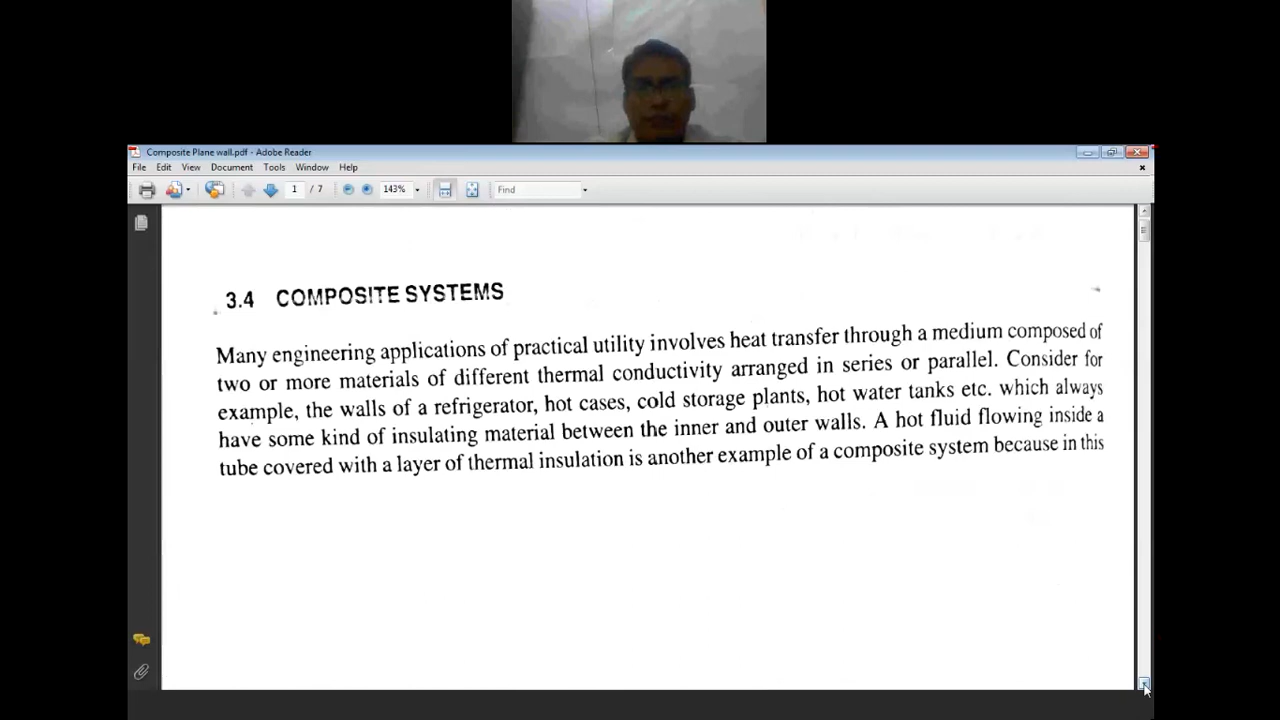 Composite Plane wall.pdf - Adobe Reader
File Edit View Document Tools Window Help
1 / 7 143% Find
3.4 COMPOSITE SYSTEMS
Many engineering applications of practical utility involves heat transfer through a medium composed of
two or more materials of different thermal conductivity arranged in series or parallel. Consider for
example, the walls of a refrigerator, hot cases, cold storage plants, hot water tanks etc. which always
have some kind of insulating material between the inner and outer walls. A hot fluid flowing inside a
tube covered with a layer of thermal insulation is another example of a composite system because in this